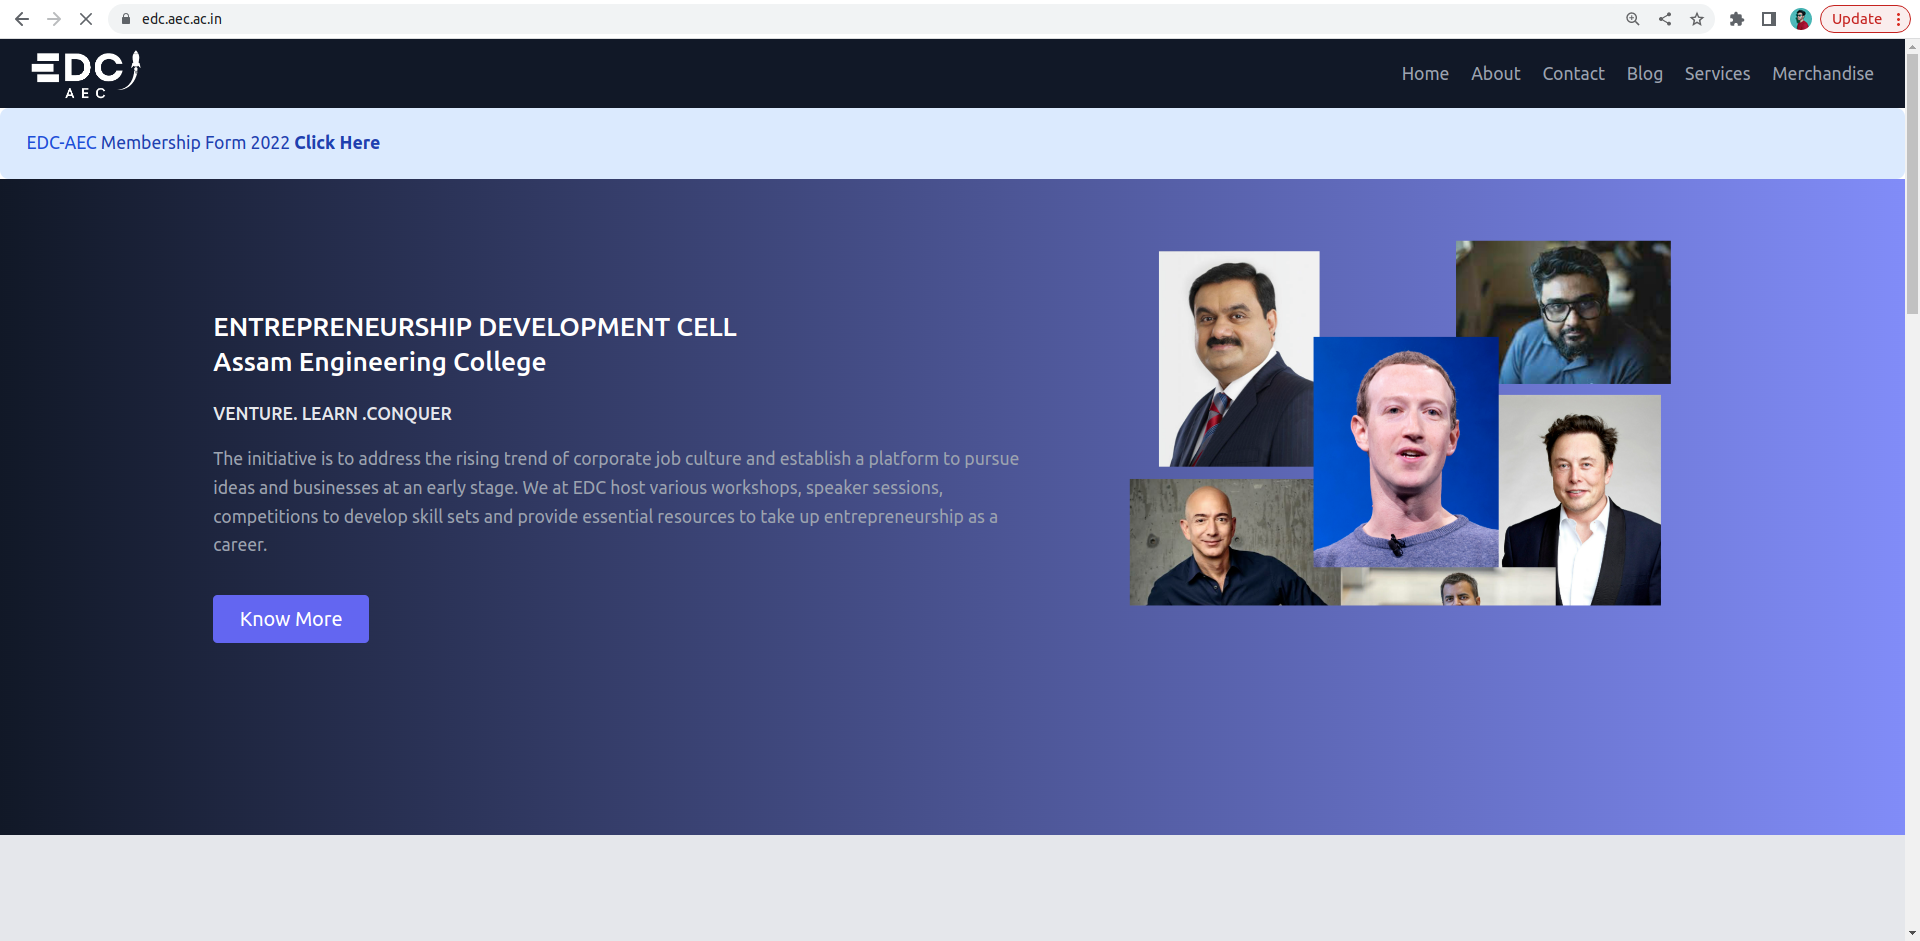 edc.aec.ac.in
Update
EDC
AEC
Home About Contact Blog Services Merchandise
EDC-AEC Membership Form 2022 Click Here
ENTREPRENEURSHIP DEVELOPMENT CELL
Assam Engineering College
VENTURE. LEARN .CONQUER
The initiative is to address the rising trend of corporate job culture and establish a platform to pursue
ideas and businesses at an early stage. We at EDC host various workshops, speaker sessions,
competitions to develop skill sets and provide essential resources to take up entrepreneurship as a
career.
Know More